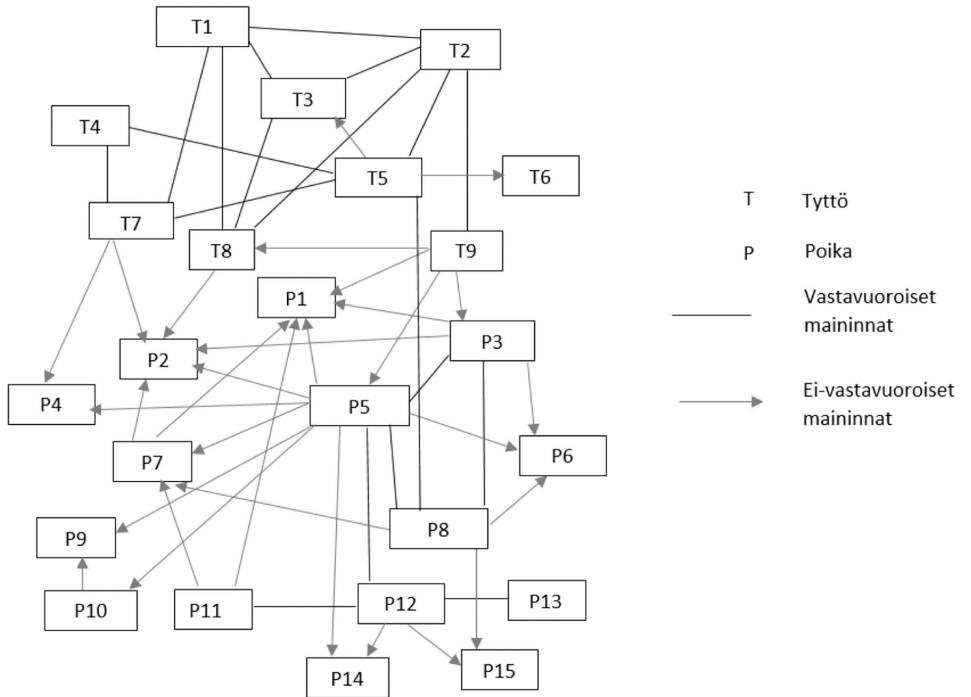 T1
T2
T3
T4
T5
T6
T7
T8
T9
P1
P3
P2
P4
P5
P6
P7
P8
P9
P10
P11
P12
P13
P14
P15
T Tyttö
P Poika
Vastavuoroiset
maininnat
Ei-vastavuoroiset
maininnat